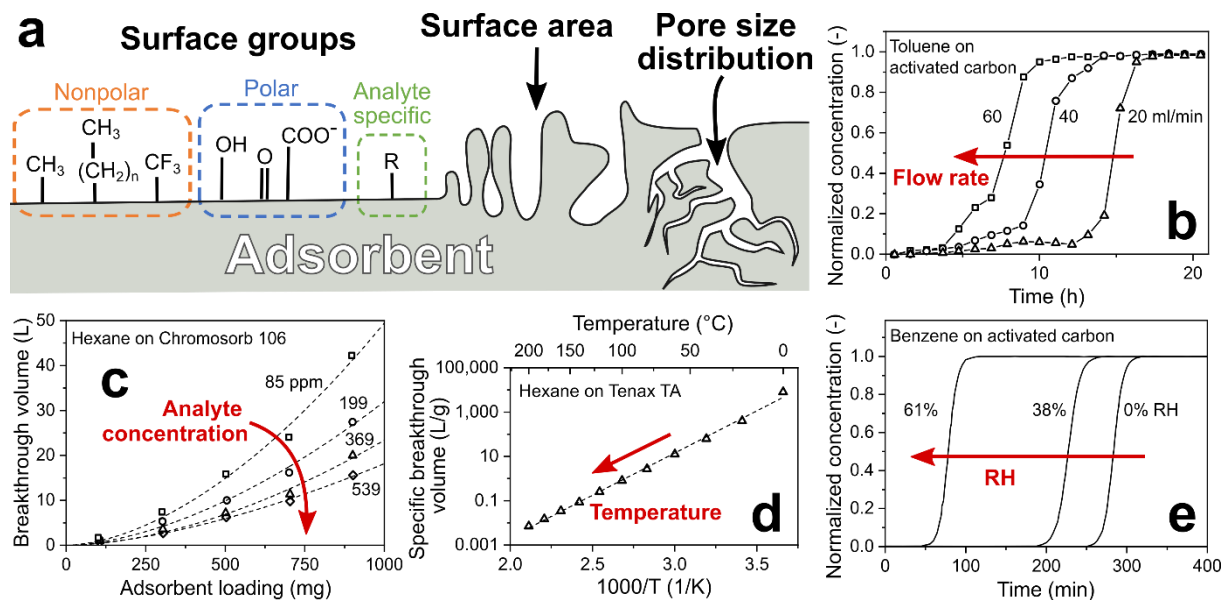 a
Surface groups
Surface area
Pore size
distribution
Nonpolar
Polar
Analyte
specific
CH₃
CH₃
(CH₂)ₙ
CF₃
OH
O
COO⁻
R
Adsorbent
b
Toluene on
activated carbon
60
40
20 ml/min
Flow rate
Normalized concentration (-)
1.0
0.8
0.6
0.4
0.2
0.0
0
10
20
Time (h)
c
Hexane on Chromosorb 106
85 ppm
199
369
539
Analyte
concentration
Breakthrough volume (L)
50
40
30
20
10
0
0
250
500
750
1000
Adsorbent loading (mg)
d
Temperature (°C)
200
150
100
50
0
Hexane on Tenax TA
Temperature
Specific breakthrough
volume (L/g)
100,000
1,000
10
0.1
0.001
2.0
2.5
3.0
3.5
1000/T (1/K)
e
Benzene on activated carbon
61%
38%
0% RH
RH
Normalized concentration (-)
1.0
0.8
0.6
0.4
0.2
0.0
0
100
200
300
400
Time (min)